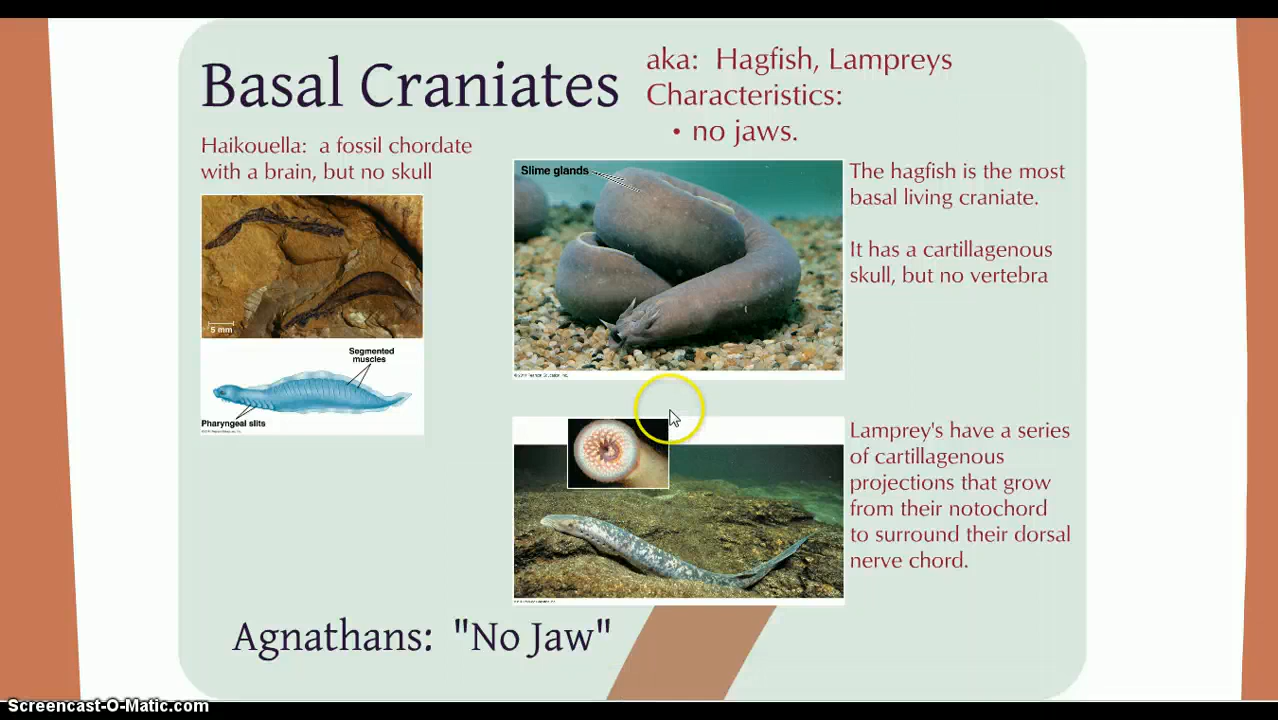 Basal Craniates
aka: Hagfish, Lampreys
Characteristics:
• no jaws.
Haikouella: a fossil chordate
with a brain, but no skull
5 mm
Segmented
muscles
Pharyngeal slits
Slime glands
The hagfish is the most
basal living craniate.
It has a cartillagenous
skull, but no vertebra
Lamprey's have a series
of cartillagenous
projections that grow
from their notochord
to surround their dorsal
nerve chord.
Agnathans: "No Jaw"
Screencast-O-Matic.com